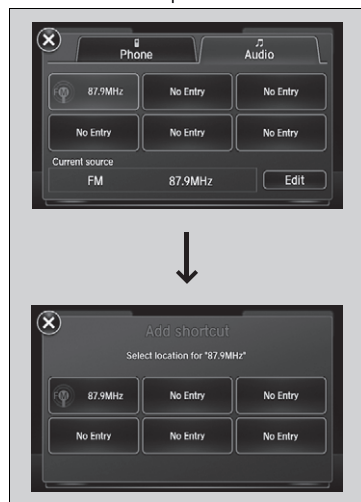 Phone Audio
FM 87.9MHz No Entry No Entry
No Entry No Entry No Entry
Current source
FM 87.9MHz Edit
Add shortcut
Select location for "87.9MHz"
FM 87.9MHz No Entry No Entry
No Entry No Entry No Entry